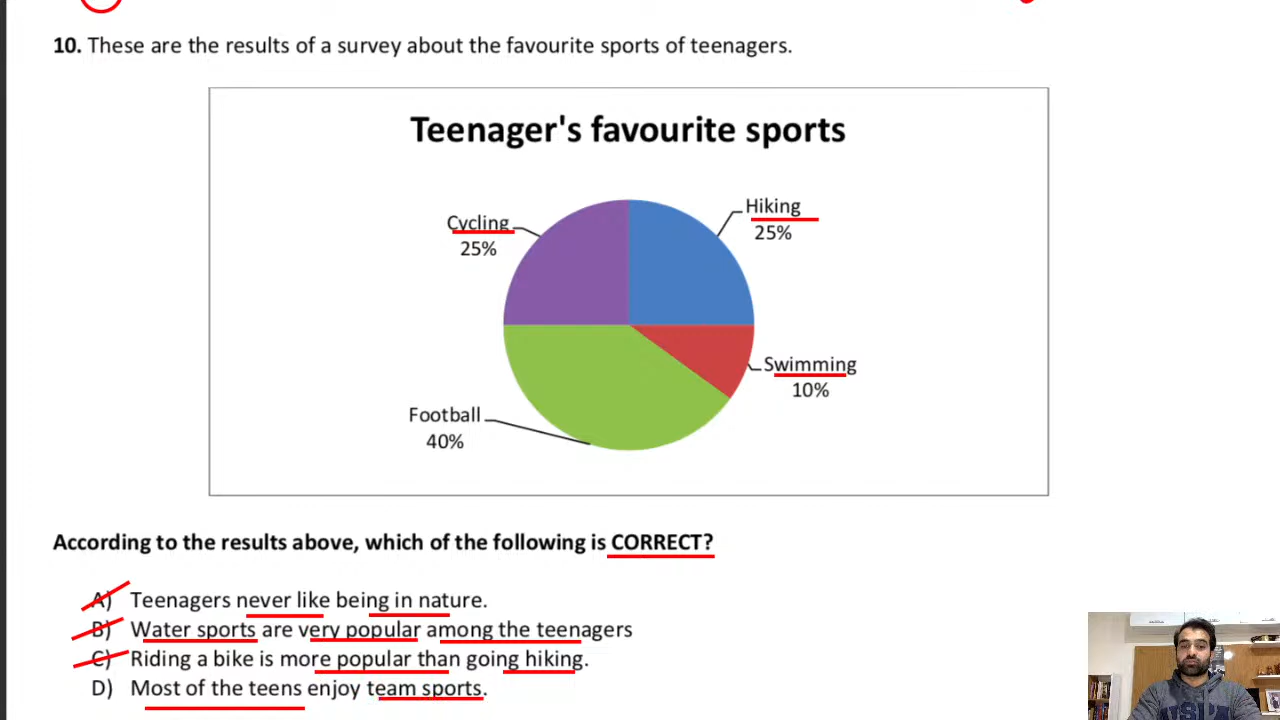 10. These are the results of a survey about the favourite sports of teenagers.
Teenager's favourite sports
Hiking
25%
Cycling
25%
Swimming
10%
Football
40%
According to the results above, which of the following is CORRECT?
A) Teenagers never like being in nature.
B) Water sports are very popular among the teenagers
C) Riding a bike is more popular than going hiking.
D) Most of the teens enjoy team sports.